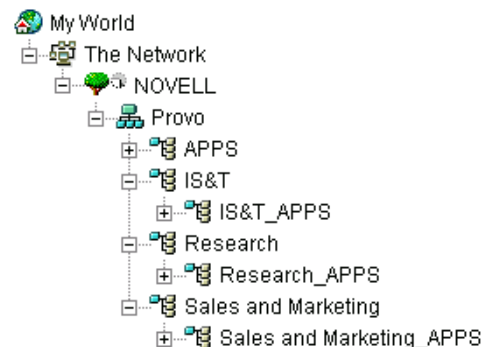 My World
The Network
NOVELL
Provo
APPS
IS&T
IS&T_APPS
Research
Research_APPS
Sales and Marketing
Sales and Marketing_APPS